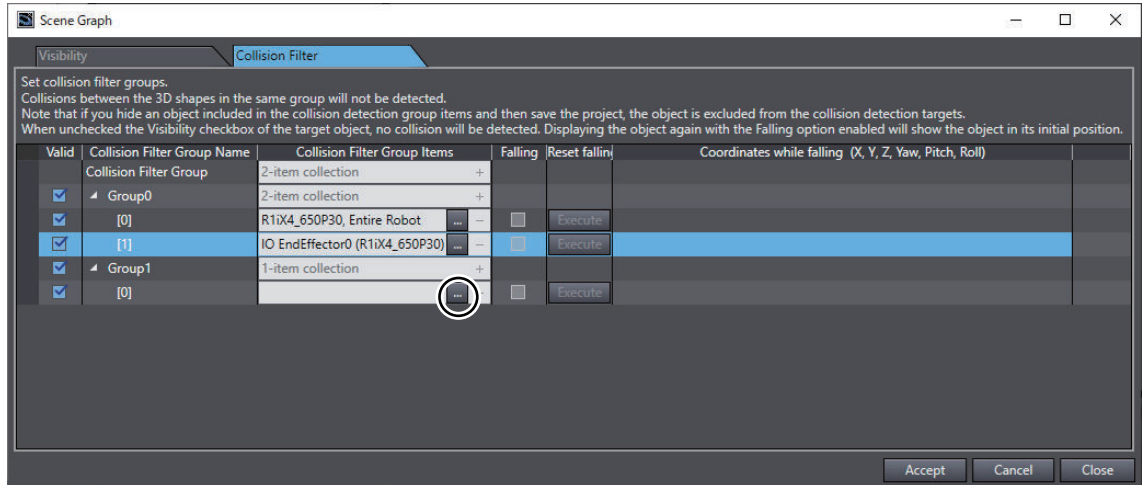 Scene Graph
Visibility
Collision Filter
Set collision filter groups.
Collisions between the 3D shapes in the same group will not be detected.
Note that if you hide an object included in the collision detection group items and then save the project, the object is excluded from the collision detection targets.
When unchecked the Visibility checkbox of the target object, no collision will be detected. Displaying the object again with the Falling option enabled will show the object in its initial position.
Valid Collision Filter Group Name Collision Filter Group Items Falling Reset falling Coordinates while falling (X, Y, Z, Yaw, Pitch, Roll)
Collision Filter Group 2-item collection +
Group0 2-item collection +
[0] R1iX4_650P30, Entire Robot ... − Execute
[1] IO EndEffector0 (R1iX4_650P30) ... − Execute
Group1 1-item collection +
[0] ... Execute
Accept Cancel Close